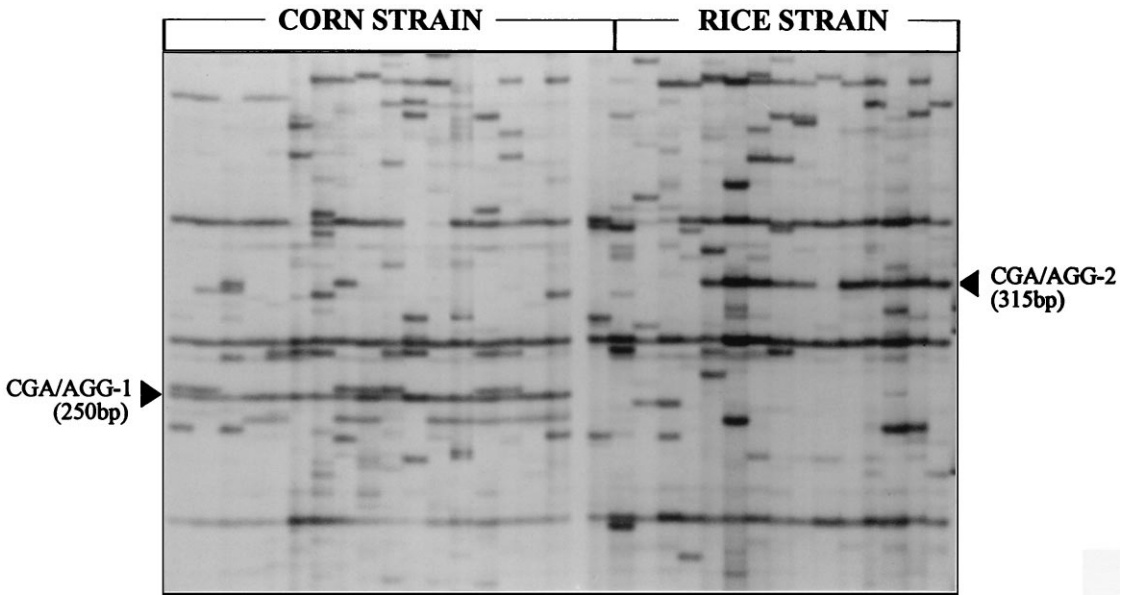 CORN STRAIN
RICE STRAIN
CGA/AGG-2
(315bp)
CGA/AGG-1
(250bp)